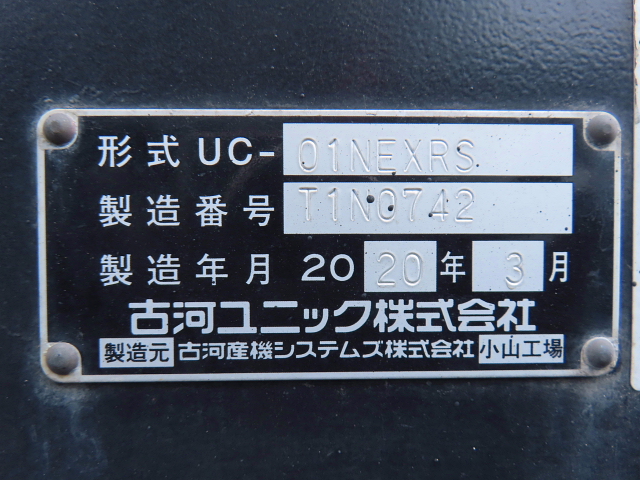 形式 UC- 01NEXRS
製造番号 T1N0742
製造年月 2020年 3月
古河ユニック株式会社
製造元 古河産機システムズ株式会社 小山工場